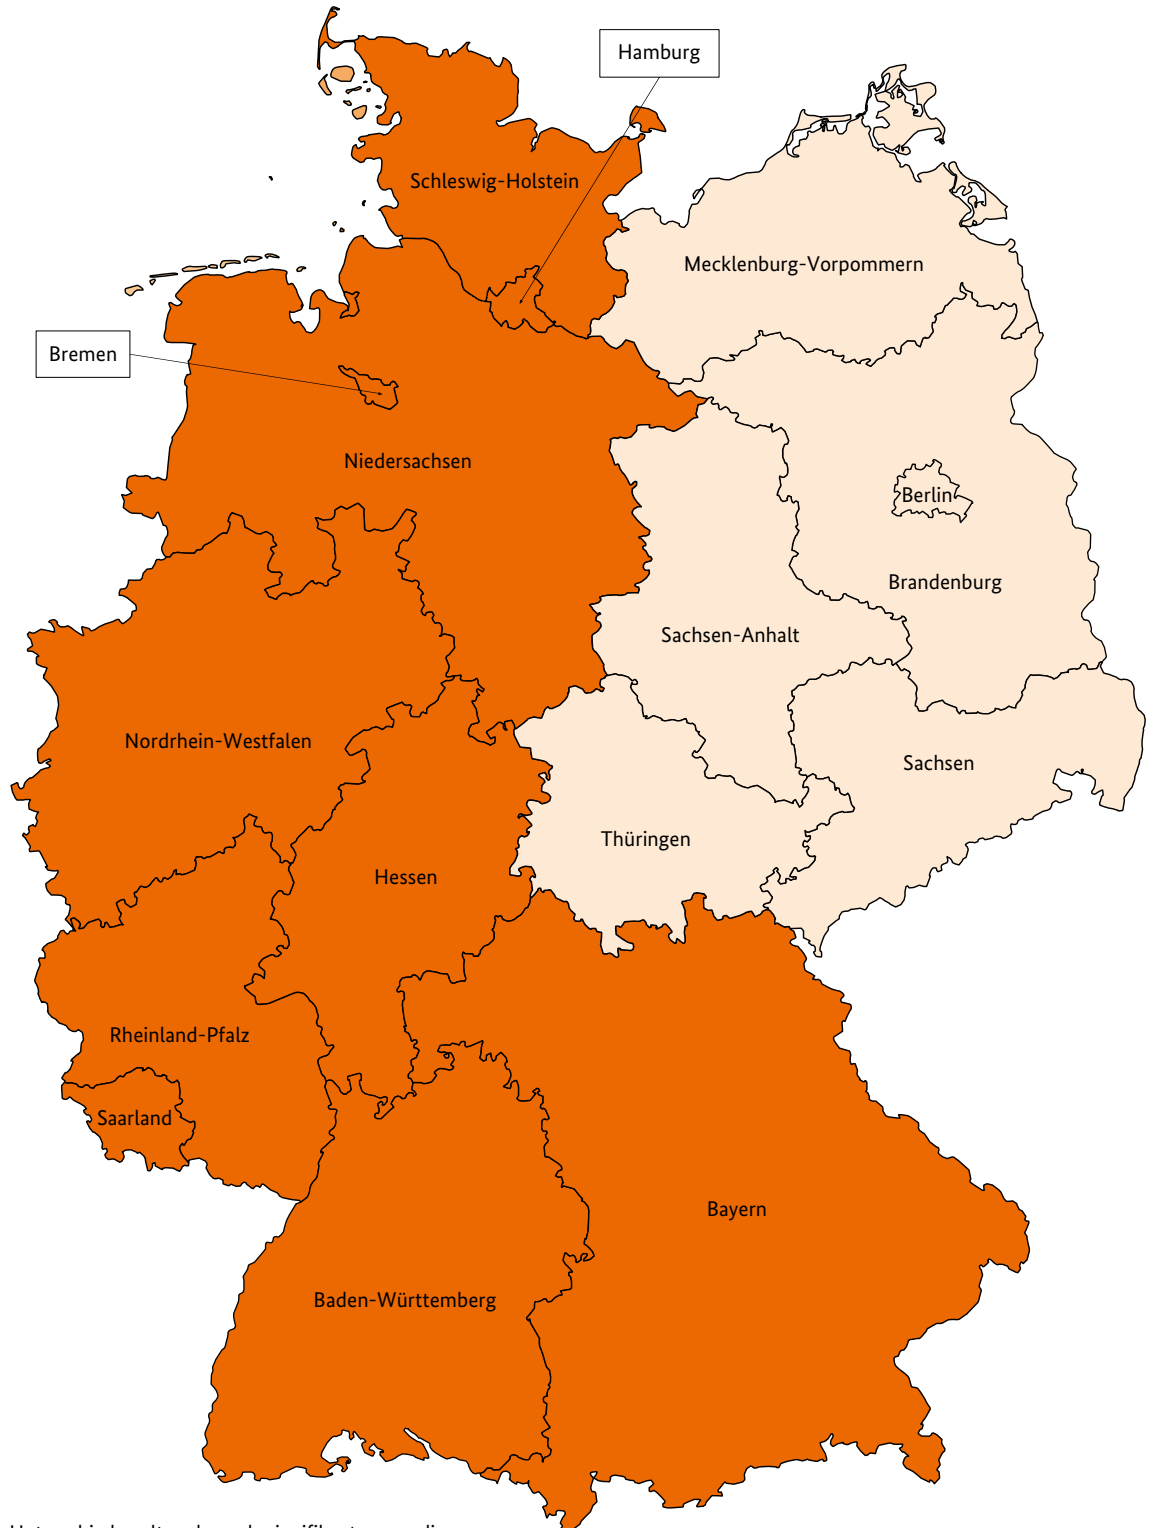 Hamburg
Schleswig-Holstein
Mecklenburg-Vorpommern
Bremen
Niedersachsen
Berlin
Brandenburg
Sachsen-Anhalt
Nordrhein-Westfalen
Sachsen
Thüringen
Hessen
Rheinland-Pfalz
Saarland
Bayern
Baden-Württemberg